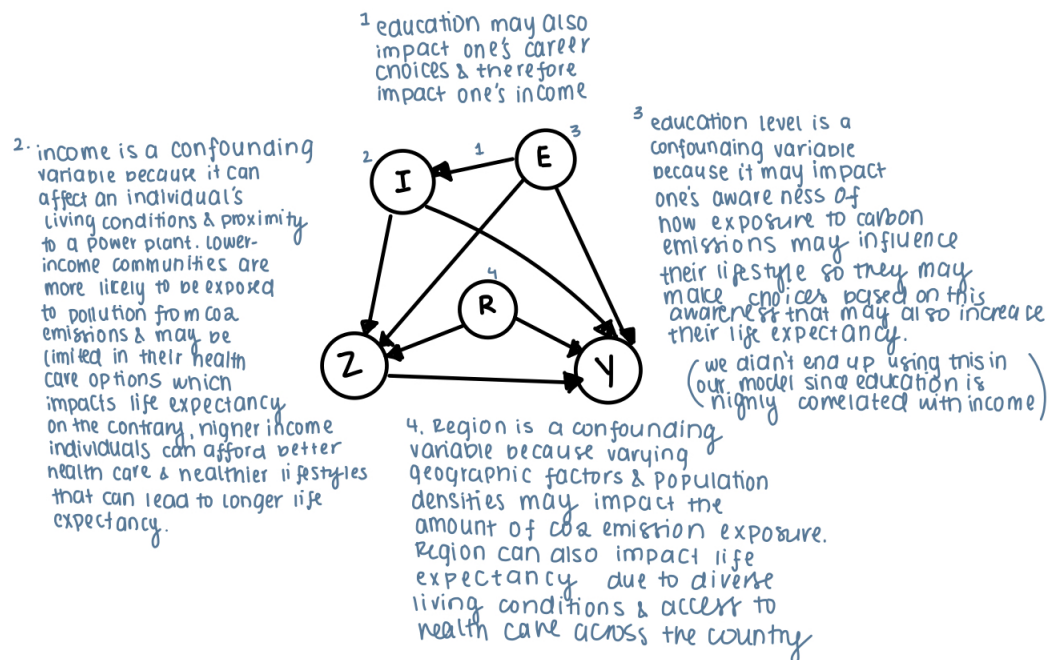 1 education may also
impact one's career
choices & therefore
impact one's income
2. income is a confounding
variable because it can
affect an individual's
living conditions & proximity
to a power plant. lower-
income communities are
more likely to be exposed
to pollution from co2
emissions & may be
limited in their health
care options which
impacts life expectancy
on the contrary, higher income
individuals can afford better
health care & healthier lifestyles
that can lead to longer life
expectancy.
2
1
3
I
E
4
R
Z
Y
3 education level is a
confounding variable
because it may impact
one's awareness of
how exposure to carbon
emissions may influence
their lifestyle so they may
make choices based on this
awareness that may also increase
their life expectancy.
(we didn't end up using this in
our model since education is
highly correlated with income)
4. Region is a confounding
variable because varying
geographic factors & population
densities may impact the
amount of co2 emission exposure.
Region can also impact life
expectancy due to diverse
living conditions & access to
health care across the country